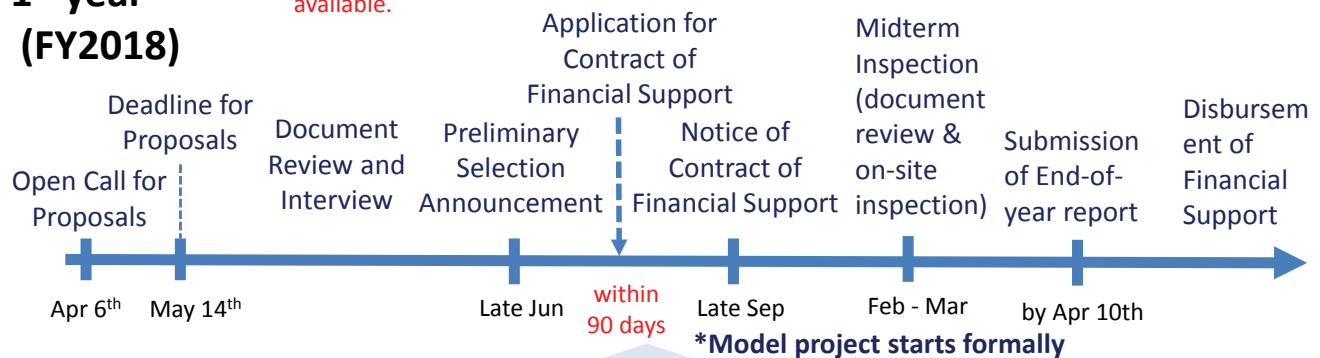 available.
(FY2018)
Application for
Contract of
Financial Support
Midterm
Inspection
(document
review &
on-site
inspection)
Deadline for
Proposals
Document
Review and
Interview
Preliminary
Selection
Announcement
Notice of
Contract of
Financial Support
Submission
of End-of-
year report
Disbursem
ent of
Financial
Support
Open Call for
Proposals
Apr 6th
May 14th
Late Jun
within
90 days
Late Sep
Feb - Mar
by Apr 10th
*Model project starts formally